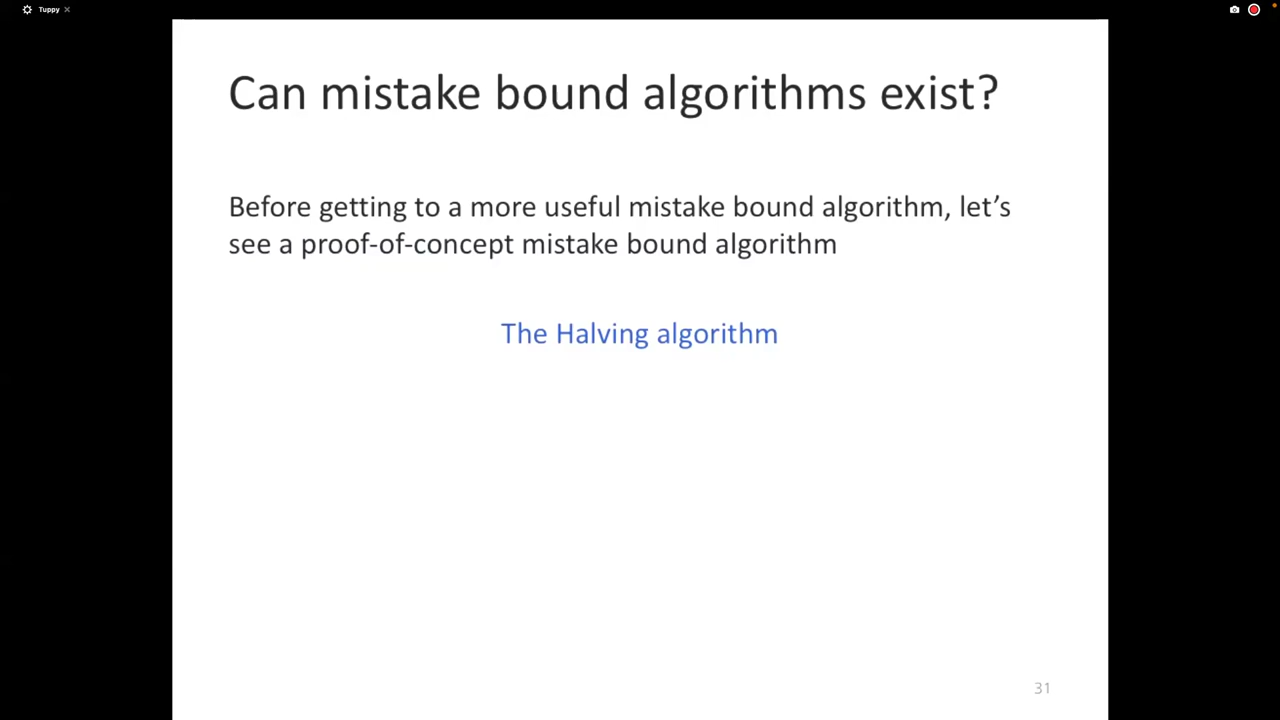 Tuppy
Can mistake bound algorithms exist?
Before getting to a more useful mistake bound algorithm, let’s
see a proof-of-concept mistake bound algorithm
The Halving algorithm
31